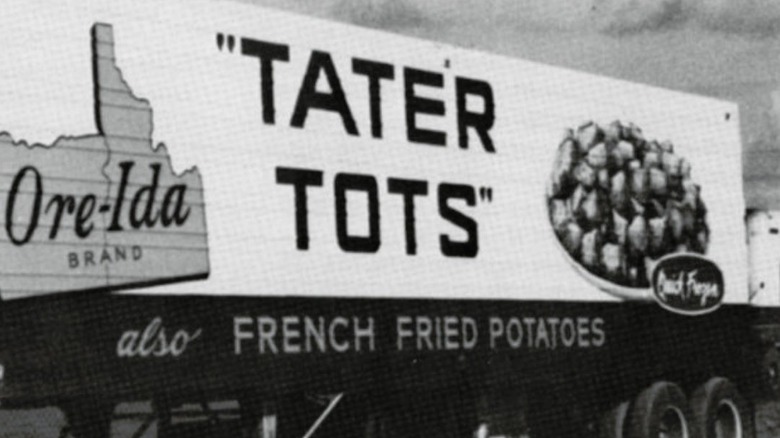 "TATER
TOTS"
Ore-Ida
BRAND
Quick Frozen
also FRENCH FRIED POTATOES